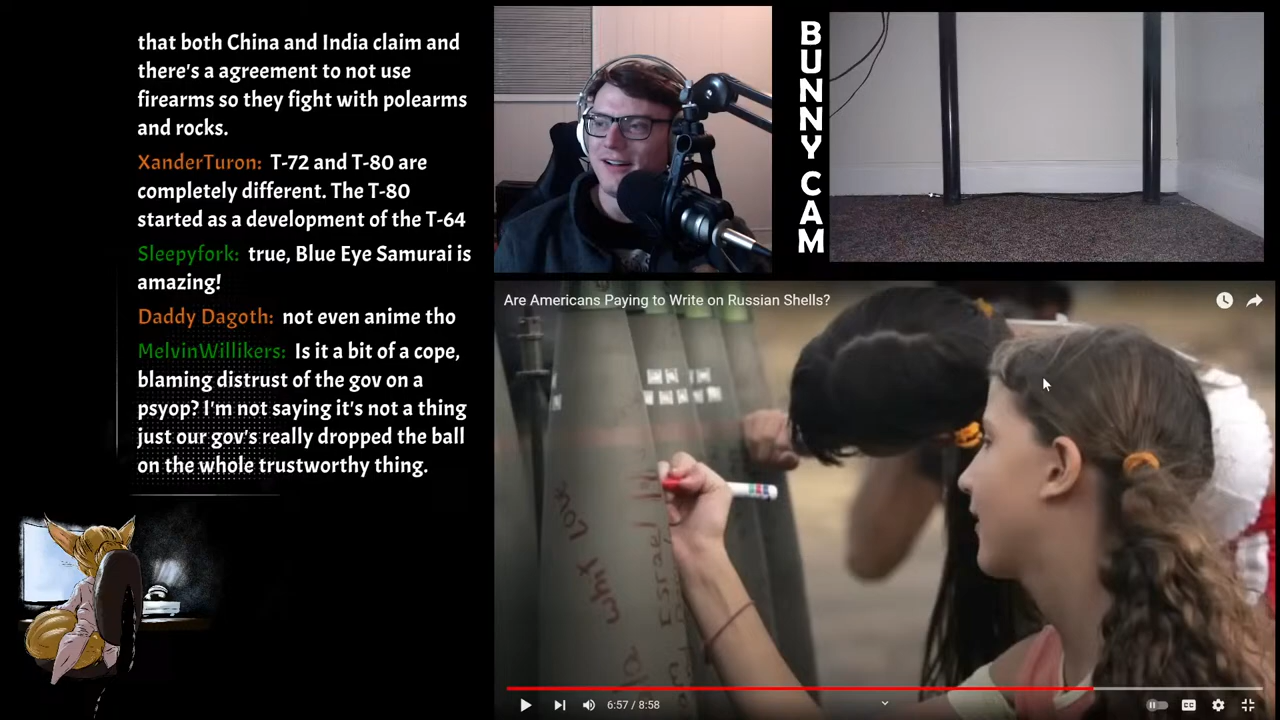 that both China and India claim and
there's a agreement to not use
firearms so they fight with polearms
and rocks.
XanderTuron: T-72 and T-80 are
completely different. The T-80
started as a development of the T-64
Sleepyfork: true, Blue Eye Samurai is
amazing!
Daddy Dagoth: not even anime tho
MelvinWillikers: Is it a bit of a cope,
blaming distrust of the gov on a
psyop? I'm not saying it's not a thing
just our gov's really dropped the ball
on the whole trustworthy thing.
BUNNY CAM
Are Americans Paying to Write on Russian Shells?
6:57 / 8:58
CC